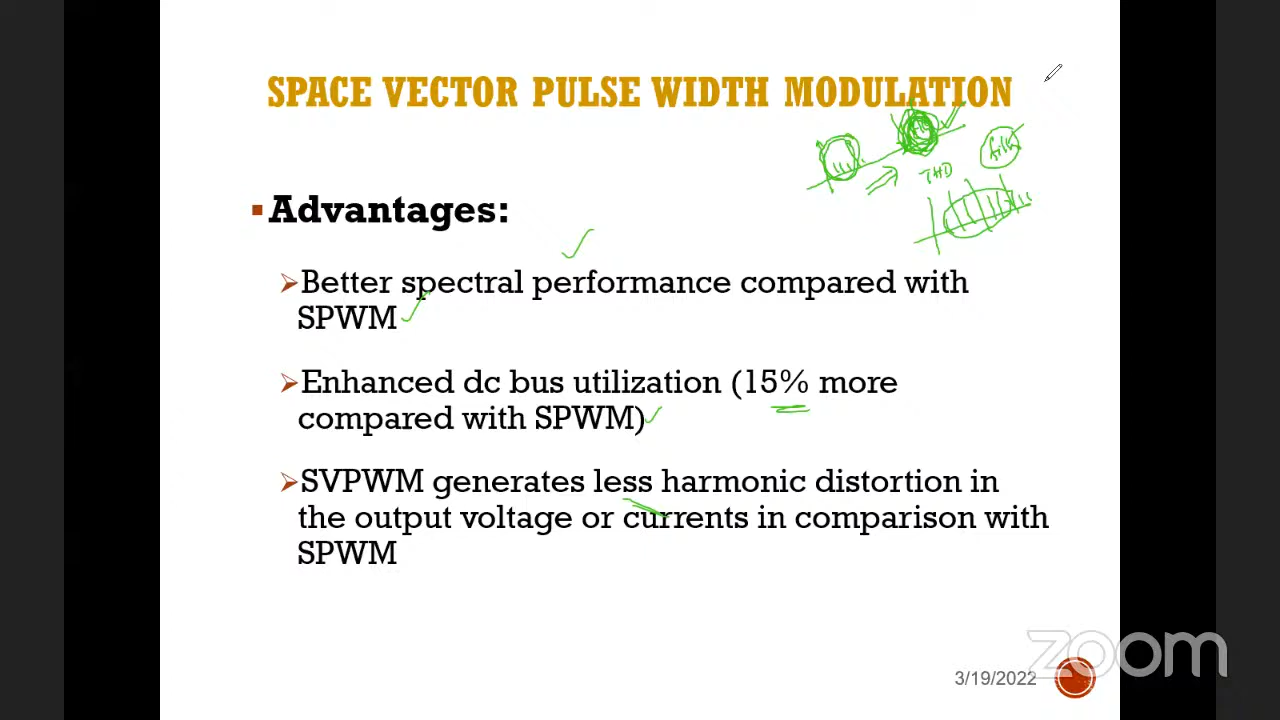 SPACE VECTOR PULSE WIDTH MODULATION
THD
Advantages:
Better spectral performance compared with
SPWM
Enhanced dc bus utilization (15% more
compared with SPWM)
SVPWM generates less harmonic distortion in
the output voltage or currents in comparison with
SPWM
zoom
3/19/2022